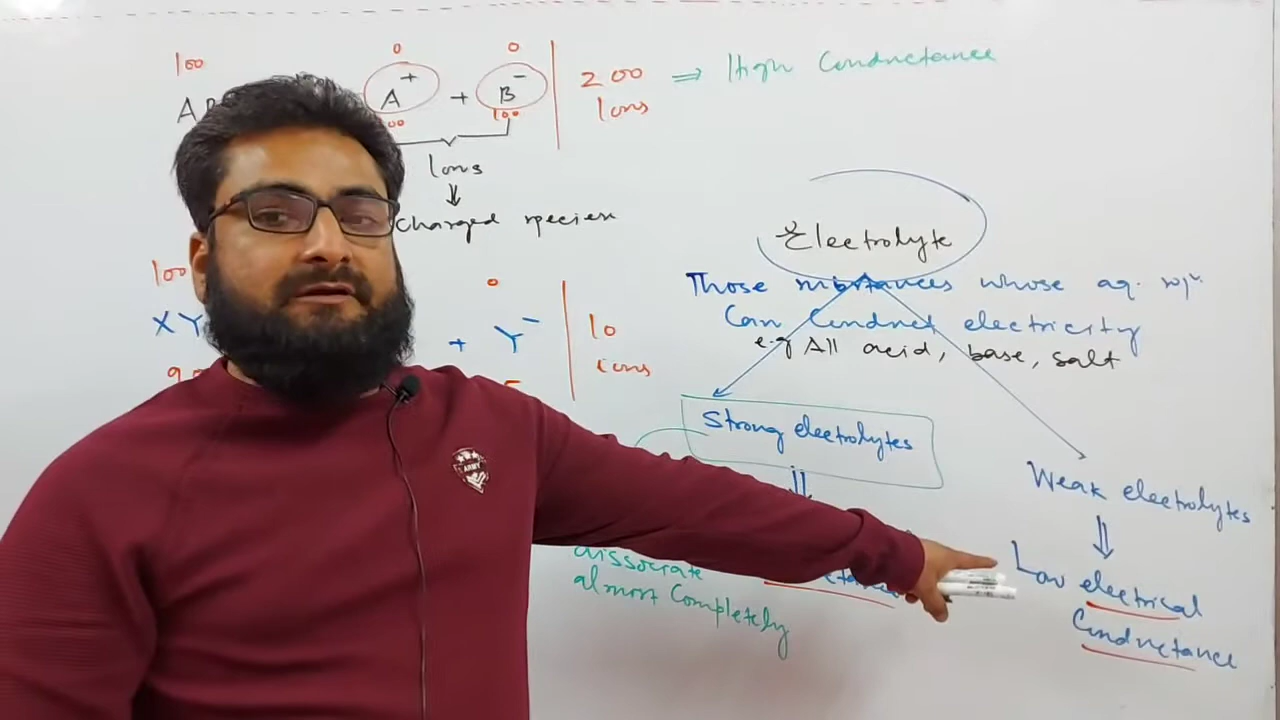 100 0 0
A A⁺ + B⁻ 200 ⇒ High Conductance
00 100 Ions
Ions
⇓
Charged species
100 0
XY + Y⁻ 10
ions
Electrolyte
Those substances whose aq. solⁿ.
Can Conduct electricity
e.g All acid, base, salt
Strong electrolytes
⇓
dissociate
almost Completely
Weak electrolytes
⇓
Low electrical
Conductance
ARMY